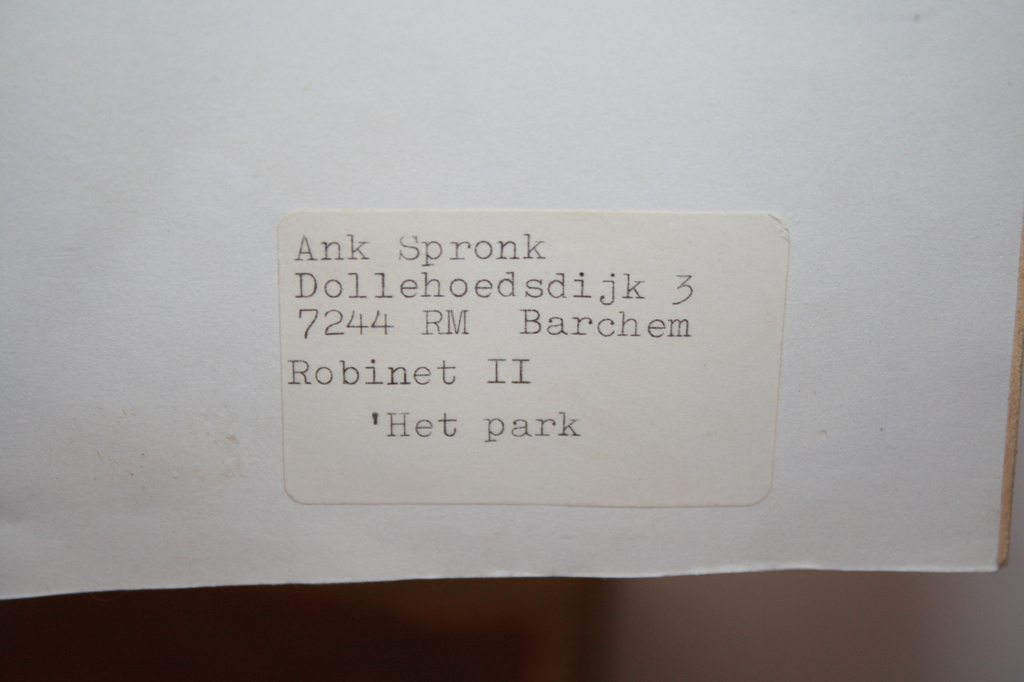 Ank Spronk
Dollehoedsdijk 3
7244 RM Barchem
Robinet II
'Het park